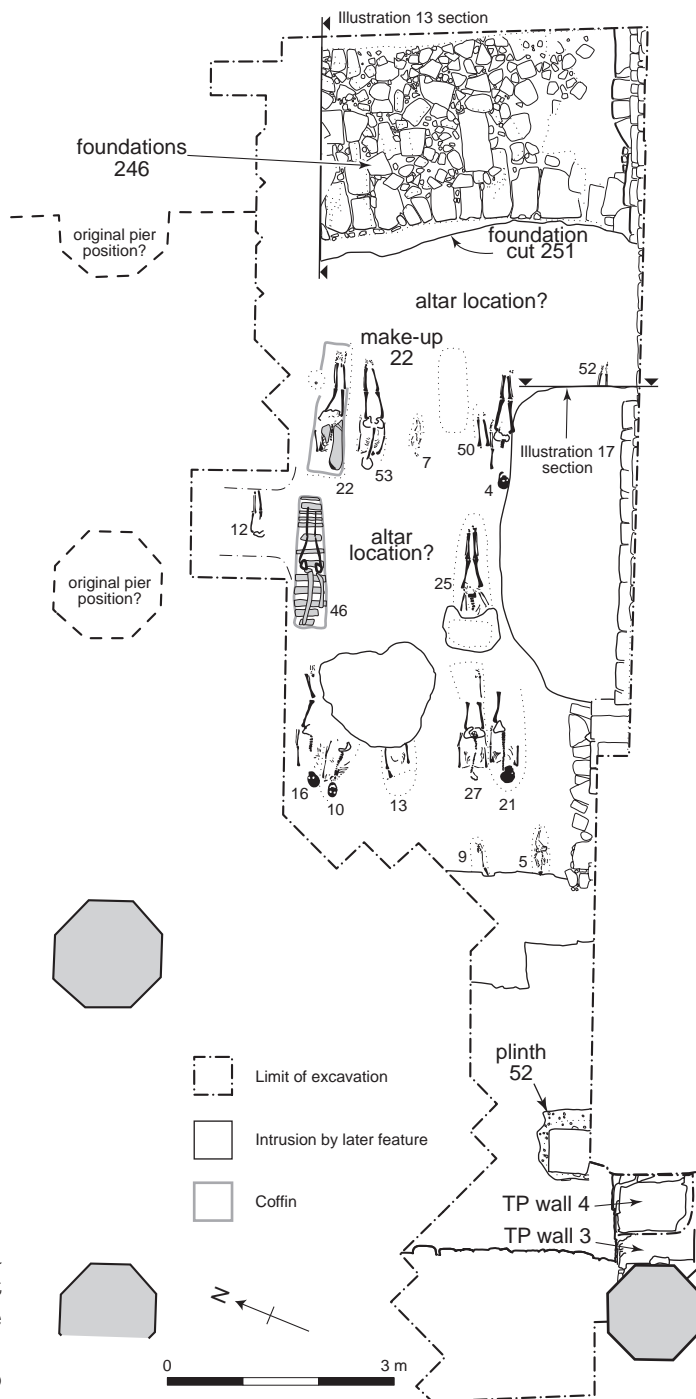 Illustration 13 section
foundations
246
original pier
position?
foundation
cut 251
altar location?
make-up
22
52
Illustration 17
section
50
7
53
22
4
12
altar
location?
original pier
position?
25
46
16
10
13
27
21
9
5
plinth
52
Limit of excavation
Intrusion by later feature
Coffin
TP wall 4
TP wall 3
N
0
3 m